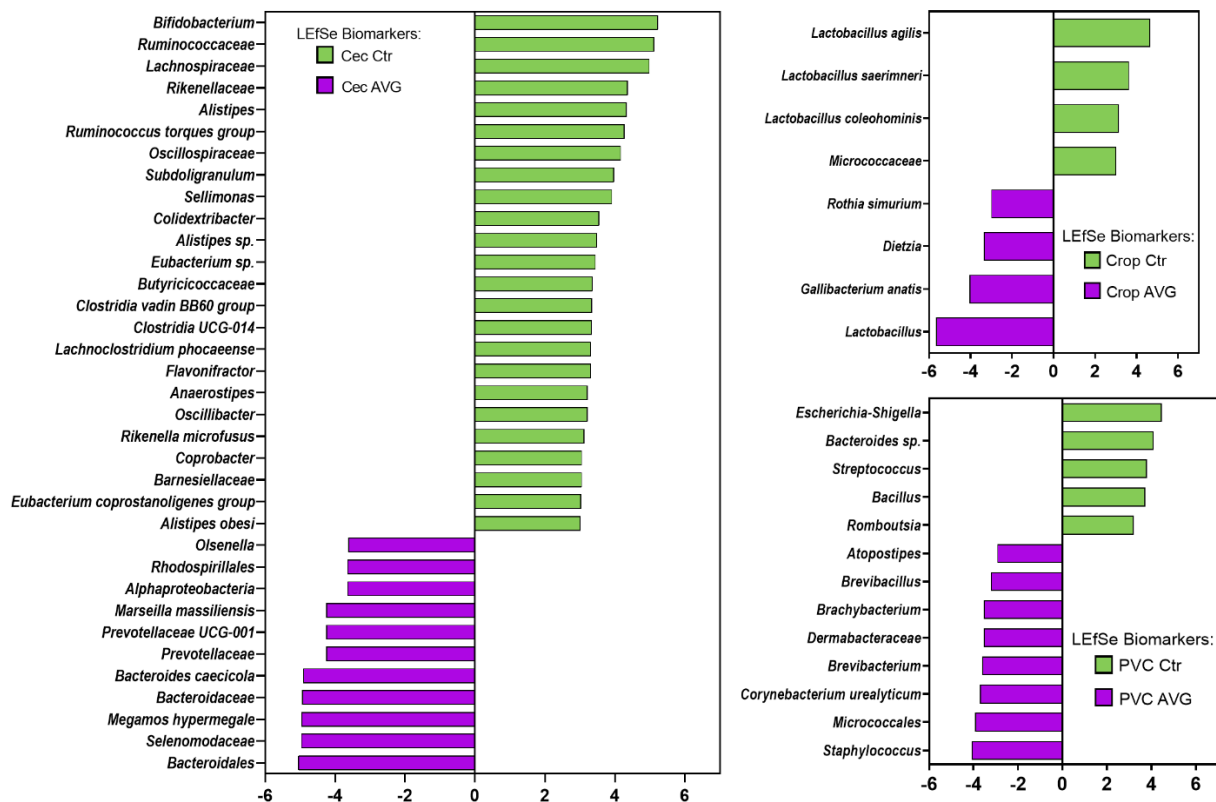 Bifidobacterium
Ruminococcaceae
Lachnospiraceae
Rikenellaceae
Alistipes
Ruminococcus torques group
Oscillospiraceae
Subdoligranulum
Sellimonas
Colidextribacter
Alistipes sp.
Eubacterium sp.
Butyricicoccaceae
Clostridia vadin BB60 group
Clostridia UCG-014
Lachnoclostridium phocaeense
Flavonifractor
Anaerostipes
Oscillibacter
Rikenella microfusus
Coprobacter
Barnesiellaceae
Eubacterium coprostanoligenes group
Alistipes obesi
Olsenella
Rhodospirillales
Alphaproteobacteria
Marseilla massiliensis
Prevotellaceae UCG-001
Prevotellaceae
Bacteroides caecicola
Bacteroidaceae
Megamos hypermegale
Selenomodaceae
Bacteroidales
LEfSe Biomarkers:
Cec Ctr
Cec AVG
-6 -4 -2 0 2 4 6
Lactobacillus agilis
Lactobacillus saerimneri
Lactobacillus coleohominis
Micrococcaceae
Rothia simurium
Dietzia
Gallibacterium anatis
Lactobacillus
LEfSe Biomarkers:
Crop Ctr
Crop AVG
-6 -4 -2 0 2 4 6
Escherichia-Shigella
Bacteroides sp.
Streptococcus
Bacillus
Romboutsia
Atopostipes
Brevibacillus
Brachybacterium
Dermabacteraceae
Brevibacterium
Corynebacterium urealyticum
Micrococcales
Staphylococcus
LEfSe Biomarkers:
PVC Ctr
PVC AVG
-6 -4 -2 0 2 4 6